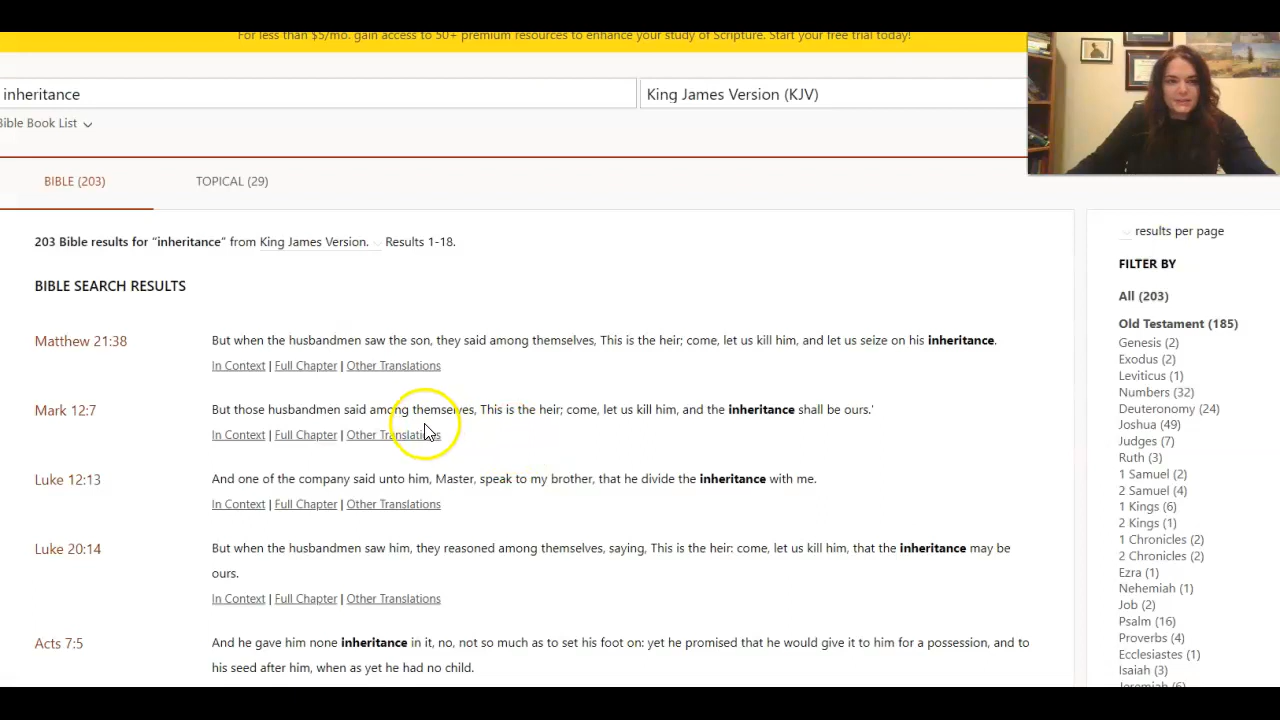 For less than $5/mo. gain access to 50+ premium resources to enhance your study of Scripture. Start your free trial today!
inheritance
King James Version (KJV)
Bible Book List
BIBLE (203)
TOPICAL (29)
203 Bible results for “inheritance” from King James Version. Results 1-18.
results per page
BIBLE SEARCH RESULTS
Matthew 21:38
But when the husbandmen saw the son, they said among themselves, This is the heir; come, let us kill him, and let us seize on his inheritance.
In Context | Full Chapter | Other Translations
Mark 12:7
But those husbandmen said among themselves, This is the heir; come, let us kill him, and the inheritance shall be ours.'
In Context | Full Chapter | Other Translations
Luke 12:13
And one of the company said unto him, Master, speak to my brother, that he divide the inheritance with me.
In Context | Full Chapter | Other Translations
Luke 20:14
But when the husbandmen saw him, they reasoned among themselves, saying, This is the heir: come, let us kill him, that the inheritance may be
ours.
In Context | Full Chapter | Other Translations
Acts 7:5
And he gave him none inheritance in it, no, not so much as to set his foot on: yet he promised that he would give it to him for a possession, and to
his seed after him, when as yet he had no child.
FILTER BY
All (203)
Old Testament (185)
Genesis (2)
Exodus (2)
Leviticus (1)
Numbers (32)
Deuteronomy (24)
Joshua (49)
Judges (7)
Ruth (3)
1 Samuel (2)
2 Samuel (4)
1 Kings (6)
2 Kings (1)
1 Chronicles (2)
2 Chronicles (2)
Ezra (1)
Nehemiah (1)
Job (2)
Psalm (16)
Proverbs (4)
Ecclesiastes (1)
Isaiah (3)
Jeremiah (6)